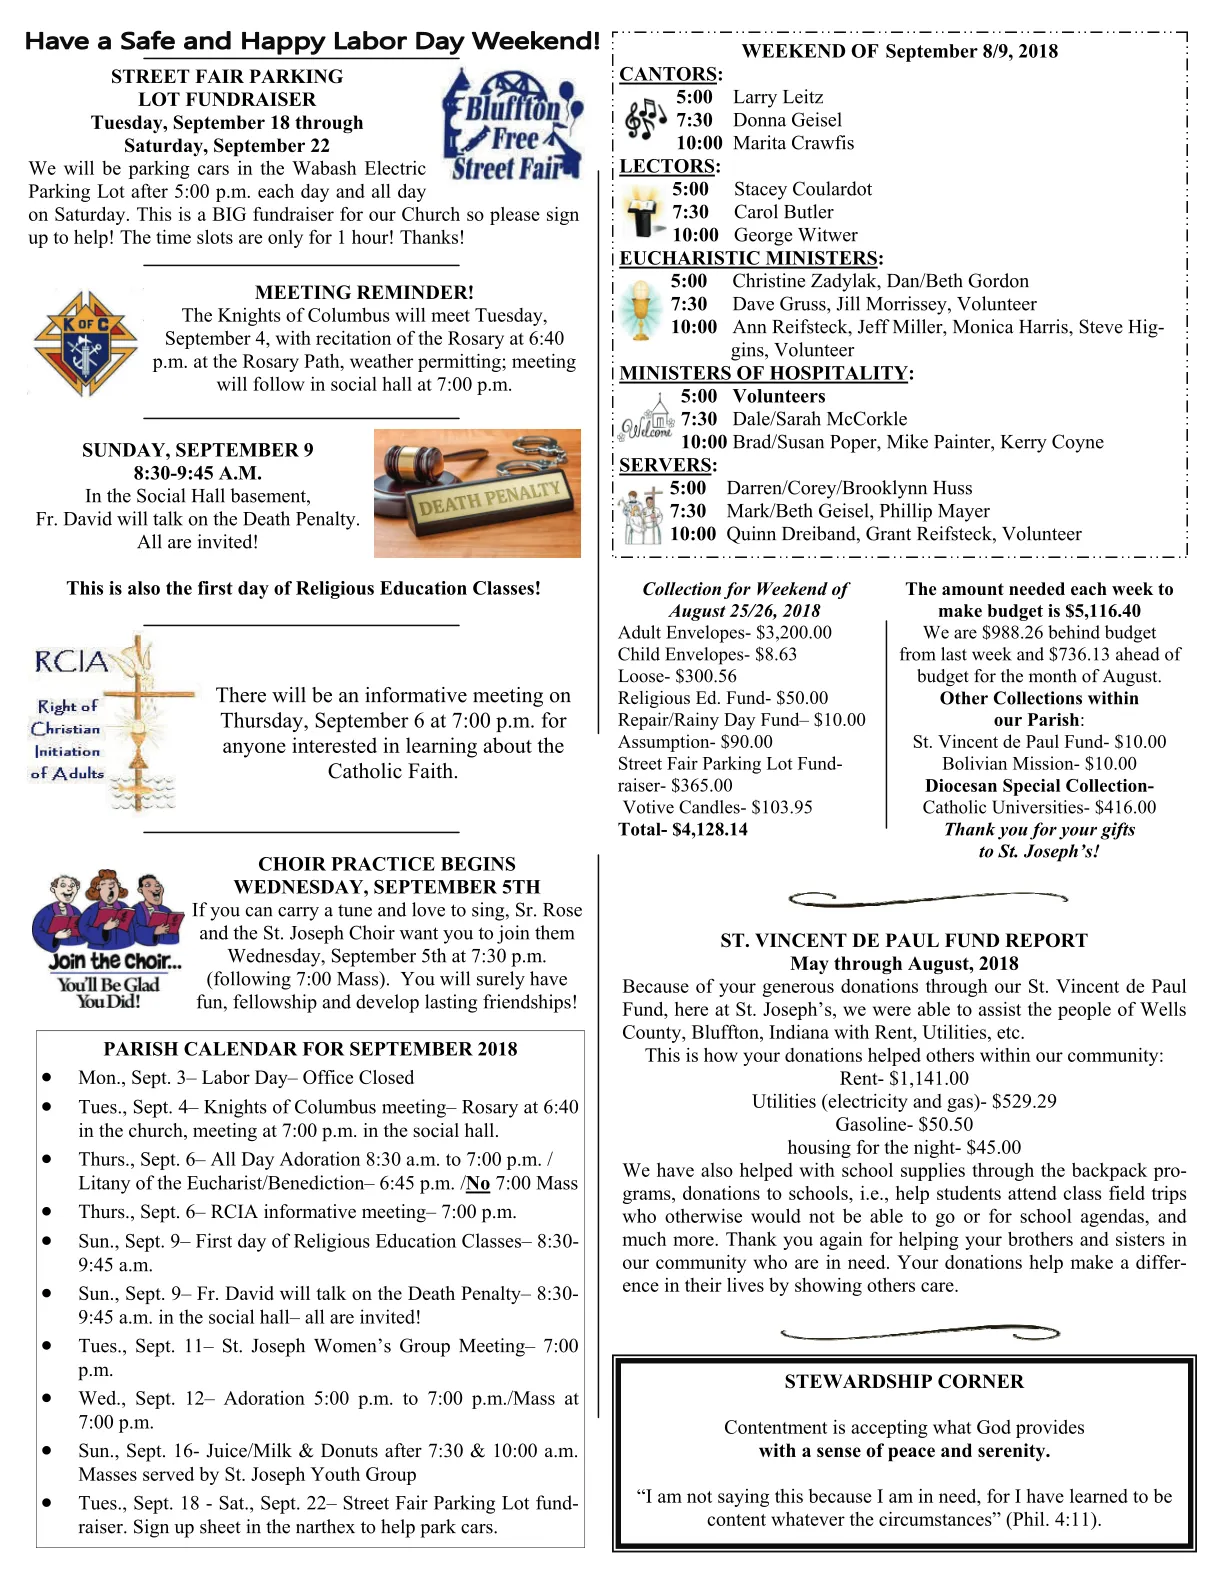 Have a Safe and Happy Labor Day Weekend!
STREET FAIR PARKING
LOT FUNDRAISER
Tuesday, September 18 through
Saturday, September 22
We will be parking cars in the Wabash Electric
Parking Lot after 5:00 p.m. each day and all day
on Saturday. This is a BIG fundraiser for our Church so please sign
up to help! The time slots are only for 1 hour! Thanks!
Bluffton
Free
Street Fair
MEETING REMINDER!
The Knights of Columbus will meet Tuesday,
September 4, with recitation of the Rosary at 6:40
p.m. at the Rosary Path, weather permitting; meeting
will follow in social hall at 7:00 p.m.
K OF C
SUNDAY, SEPTEMBER 9
8:30-9:45 A.M.
In the Social Hall basement,
Fr. David will talk on the Death Penalty.
All are invited!
DEATH PENALTY
This is also the first day of Religious Education Classes!
RCIA
Right of
Christian
Initiation
of Adults
There will be an informative meeting on
Thursday, September 6 at 7:00 p.m. for
anyone interested in learning about the
Catholic Faith.
CHOIR PRACTICE BEGINS
WEDNESDAY, SEPTEMBER 5TH
If you can carry a tune and love to sing, Sr. Rose
and the St. Joseph Choir want you to join them
Wednesday, September 5th at 7:30 p.m.
(following 7:00 Mass).  You will surely have
fun, fellowship and develop lasting friendships!
Join the choir...
You'll Be Glad
You Did!
PARISH CALENDAR FOR SEPTEMBER 2018
• Mon., Sept. 3– Labor Day– Office Closed
• Tues., Sept. 4– Knights of Columbus meeting– Rosary at 6:40
in the church, meeting at 7:00 p.m. in the social hall.
• Thurs., Sept. 6– All Day Adoration 8:30 a.m. to 7:00 p.m. /
Litany of the Eucharist/Benediction– 6:45 p.m. /No 7:00 Mass
• Thurs., Sept. 6– RCIA informative meeting– 7:00 p.m.
• Sun., Sept. 9– First day of Religious Education Classes– 8:30-
9:45 a.m.
• Sun., Sept. 9– Fr. David will talk on the Death Penalty– 8:30-
9:45 a.m. in the social hall– all are invited!
• Tues., Sept. 11– St. Joseph Women's Group Meeting– 7:00
p.m.
• Wed., Sept. 12– Adoration 5:00 p.m. to 7:00 p.m./Mass at
7:00 p.m.
• Sun., Sept. 16- Juice/Milk & Donuts after 7:30 & 10:00 a.m.
Masses served by St. Joseph Youth Group
• Tues., Sept. 18 - Sat., Sept. 22– Street Fair Parking Lot fund-
raiser. Sign up sheet in the narthex to help park cars.
WEEKEND OF September 8/9, 2018
CANTORS:
5:00 Larry Leitz
7:30 Donna Geisel
10:00 Marita Crawfis
LECTORS:
5:00 Stacey Coulardot
7:30 Carol Butler
10:00 George Witwer
EUCHARISTIC MINISTERS:
5:00 Christine Zadylak, Dan/Beth Gordon
7:30 Dave Gruss, Jill Morrissey, Volunteer
10:00 Ann Reifsteck, Jeff Miller, Monica Harris, Steve Hig-
gins, Volunteer
MINISTERS OF HOSPITALITY:
5:00 Volunteers
7:30 Dale/Sarah McCorkle
10:00 Brad/Susan Poper, Mike Painter, Kerry Coyne
Welcome
SERVERS:
5:00 Darren/Corey/Brooklynn Huss
7:30 Mark/Beth Geisel, Phillip Mayer
10:00 Quinn Dreiband, Grant Reifsteck, Volunteer
Collection for Weekend of
August 25/26, 2018
Adult Envelopes- $3,200.00
Child Envelopes- $8.63
Loose- $300.56
Religious Ed. Fund- $50.00
Repair/Rainy Day Fund– $10.00
Assumption- $90.00
Street Fair Parking Lot Fund-
raiser- $365.00
Votive Candles- $103.95
Total- $4,128.14
The amount needed each week to
make budget is $5,116.40
We are $988.26 behind budget
from last week and $736.13 ahead of
budget for the month of August.
Other Collections within
our Parish:
St. Vincent de Paul Fund- $10.00
Bolivian Mission- $10.00
Diocesan Special Collection-
Catholic Universities- $416.00
Thank you for your gifts
to St. Joseph's!
ST. VINCENT DE PAUL FUND REPORT
May through August, 2018
Because of your generous donations through our St. Vincent de Paul
Fund, here at St. Joseph's, we were able to assist the people of Wells
County, Bluffton, Indiana with Rent, Utilities, etc.
This is how your donations helped others within our community:
Rent- $1,141.00
Utilities (electricity and gas)- $529.29
Gasoline- $50.50
housing for the night- $45.00
We have also helped with school supplies through the backpack pro-
grams, donations to schools, i.e., help students attend class field trips
who otherwise would not be able to go or for school agendas, and
much more. Thank you again for helping your brothers and sisters in
our community who are in need. Your donations help make a differ-
ence in their lives by showing others care.
STEWARDSHIP CORNER
Contentment is accepting what God provides
with a sense of peace and serenity.
“I am not saying this because I am in need, for I have learned to be
content whatever the circumstances” (Phil. 4:11).